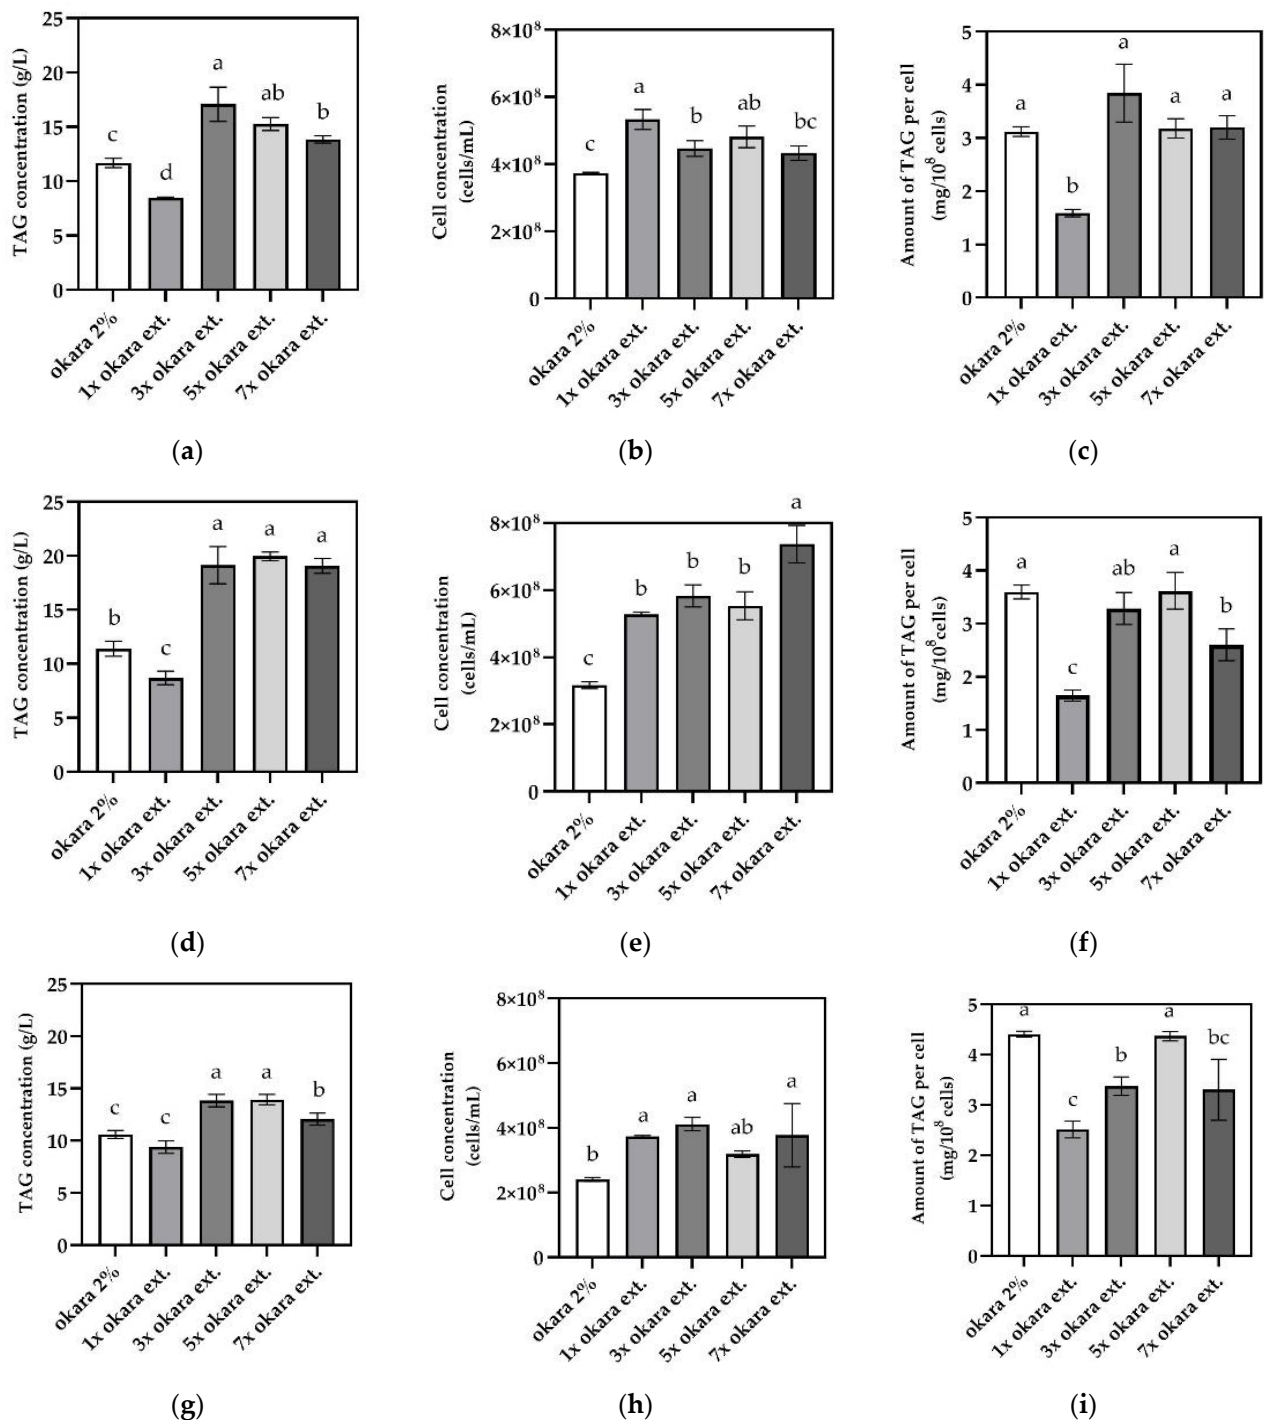 TAG concentration (g/L)
25
20
15
10
5
0
c
d
a
ab
b
okara 2%
1x okara ext.
3x okara ext.
5x okara ext.
7x okara ext.
(a)
Cell concentration
(cells/mL)
8×10⁸
6×10⁸
4×10⁸
2×10⁸
0
c
a
b
ab
bc
okara 2%
1x okara ext.
3x okara ext.
5x okara ext.
7x okara ext.
(b)
Amount of TAG per cell
(mg/10⁸ cells)
5
4
3
2
1
0
a
b
a
a
a
okara 2%
1x okara ext.
3x okara ext.
5x okara ext.
7x okara ext.
(c)
TAG concentration (g/L)
25
20
15
10
5
0
b
c
a
a
a
okara 2%
1x okara ext.
3x okara ext.
5x okara ext.
7x okara ext.
(d)
Cell concentration
(cells/mL)
8×10⁸
6×10⁸
4×10⁸
2×10⁸
0
c
b
b
b
a
okara 2%
1x okara ext.
3x okara ext.
5x okara ext.
7x okara ext.
(e)
Amount of TAG per cell
(mg/10⁸cells)
5
4
3
2
1
0
a
c
ab
a
b
okara 2%
1x okara ext.
3x okara ext.
5x okara ext.
7x okara ext.
(f)
TAG concentration (g/L)
25
20
15
10
5
0
c
c
a
a
b
okara 2%
1x okara ext.
3x okara ext.
5x okara ext.
7x okara ext.
(g)
Cell concentration
(cells/mL)
8×10⁸
6×10⁸
4×10⁸
2×10⁸
0
b
a
a
ab
a
okara 2%
1x okara ext.
3x okara ext.
5x okara ext.
7x okara ext.
(h)
Amount of TAG per cell
(mg/10⁸ cells)
5
4
3
2
1
0
a
c
b
a
bc
okara 2%
1x okara ext.
3x okara ext.
5x okara ext.
7x okara ext.
(i)